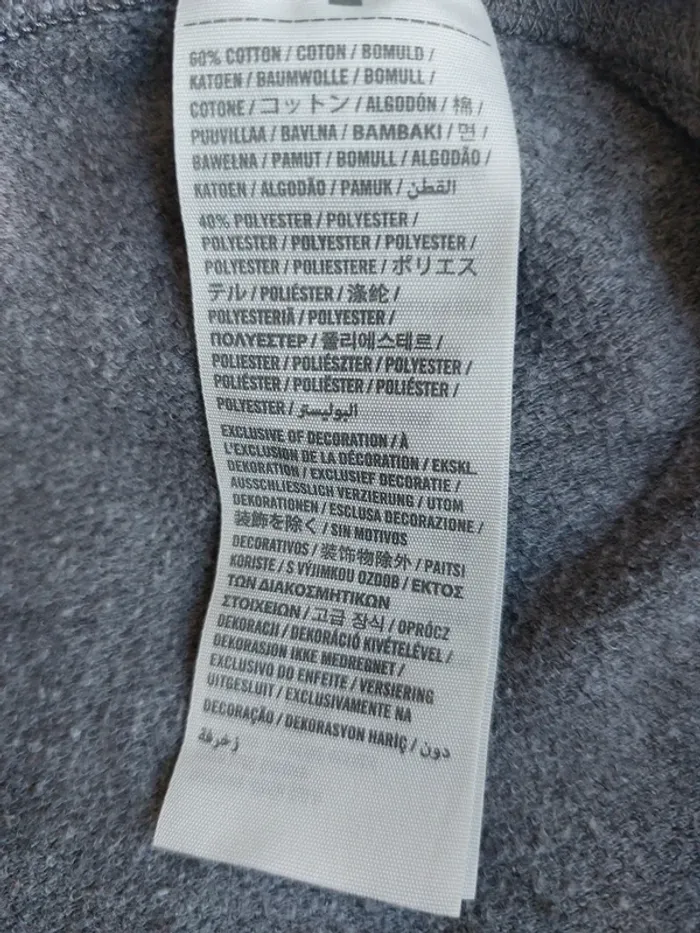 60% COTTON / COTON / BOMULD /
KATOEN / BAUMWOLLE / BOMULL /
COTONE / コットン / ALGODÓN / 棉 /
PUUVILLAA / BAVLNA / BAMBAKI / 면 /
BAWEŁNA / PAMUT / BOMULL / ALGODÃO /
KATOEN / ALGODÃO / PAMUK / القطن
40% POLYESTER / POLYESTER /
POLYESTER / POLYESTER / POLYESTER /
POLYESTER / POLIESTERE / ポリエス
テル / POLIÉSTER / 涤纶 /
POLYESTERIÄ / POLYESTER /
ΠΟΛΥΕΣΤΕΡ / 폴리에스테르 /
POLIESTER / POLIÉSZTER / POLYESTER /
POLIÉSTER / POLIËSTER / POLIÉSTER /
POLYESTER / البوليستر
EXCLUSIVE OF DECORATION / À
L'EXCLUSION DE LA DÉCORATION / EKSKL.
DEKORATION / EXCLUSIEF DECORATIE /
AUSSCHLIESSLICH VERZIERUNG / UTOM
DEKORATIONEN / ESCLUSA DECORAZIONE /
装飾を除く / SIN MOTIVOS
DECORATIVOS / 装饰物除外 / PAITSI
KORISTE / S VÝJIMKOU OZDOB / ΕΚΤΟΣ
ΤΩΝ ΔΙΑΚΟΣΜΗΤΙΚΩΝ
ΣΤΟΙΧΕΙΩΝ / 고급 장식 / OPRÓCZ
DEKORACJI / DEKORÁCIÓ KIVÉTELÉVEL /
DEKORASJON IKKE MEDREGNET /
EXCLUSIVO DO ENFEITE / VERSIERING
UITGESLUIT / EXCLUSIVAMENTE NA
DECORAÇÃO / DEKORASYON HARİÇ / دون
زخرفة